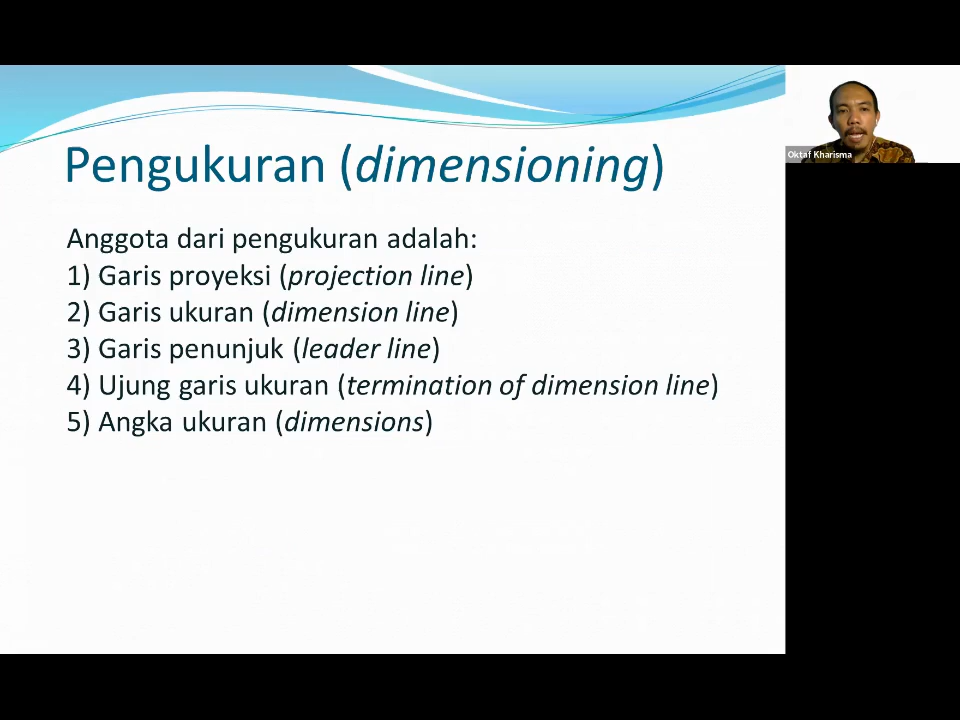 Pengukuran (dimensioning)
Anggota dari pengukuran adalah:
1) Garis proyeksi (projection line)
2) Garis ukuran (dimension line)
3) Garis penunjuk (leader line)
4) Ujung garis ukuran (termination of dimension line)
5) Angka ukuran (dimensions)
Oktaf Kharisma